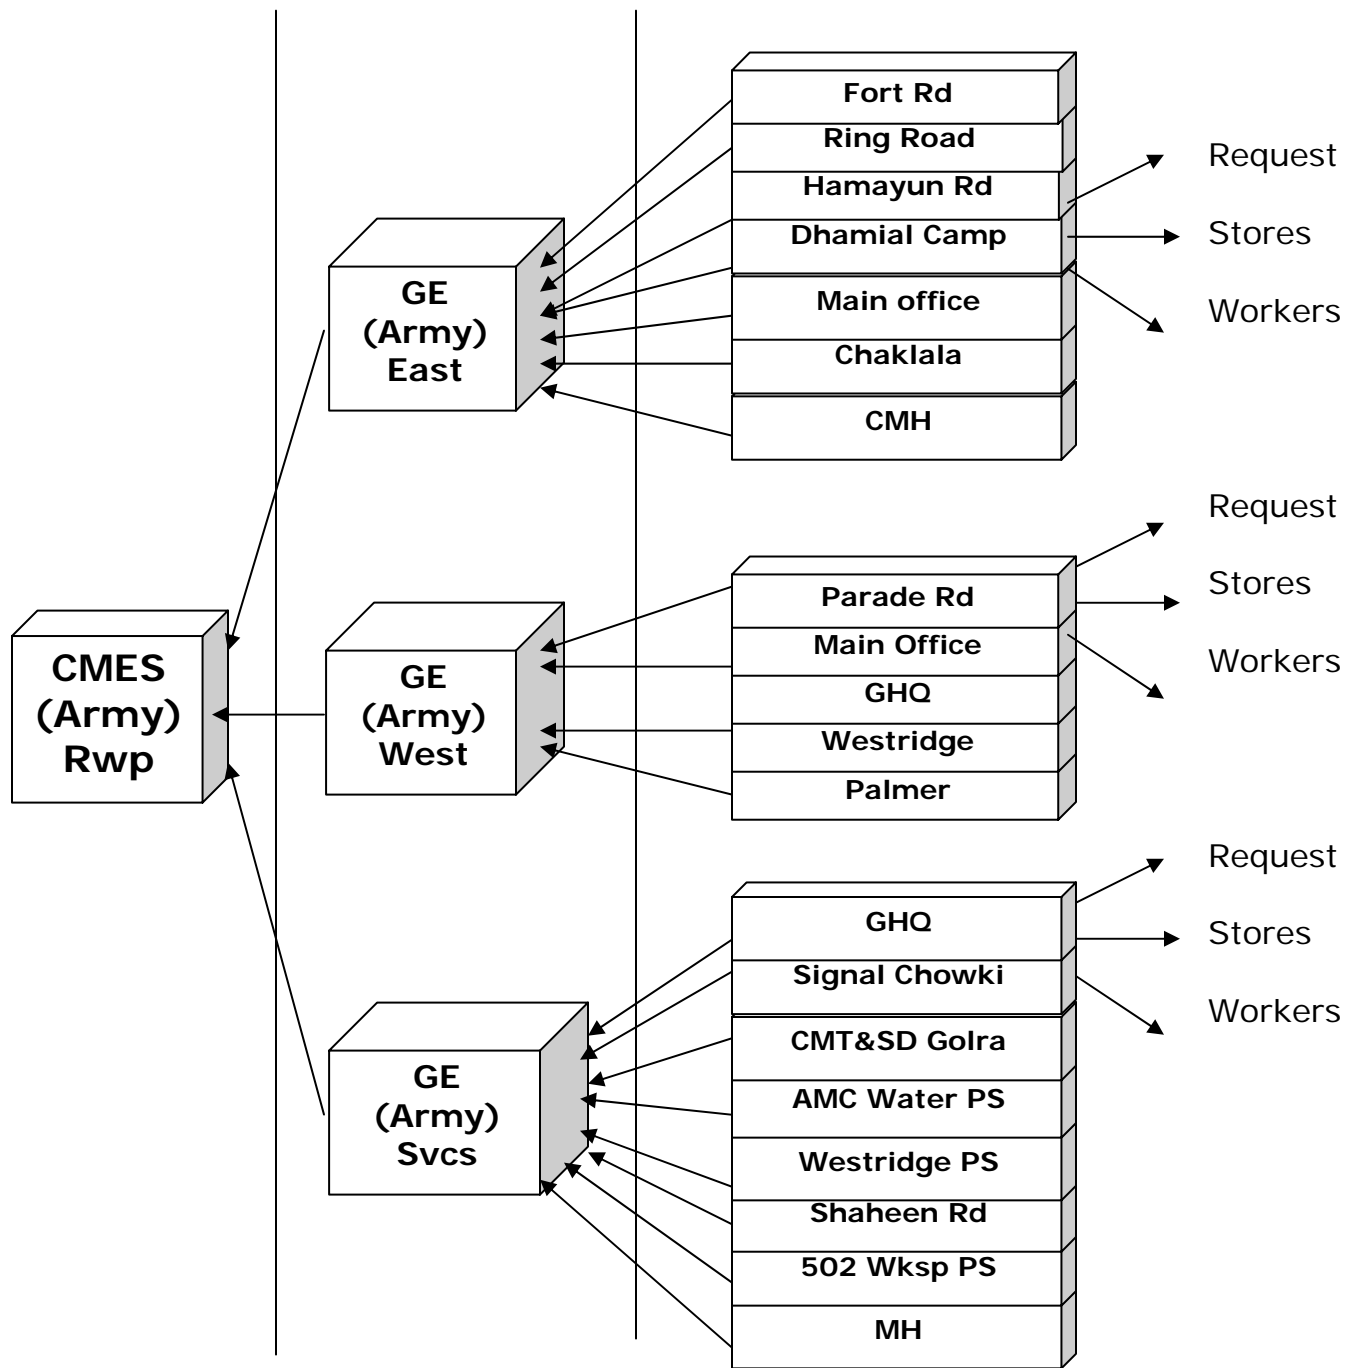 CMES
(Army)
Rwp
GE
(Army)
East
GE
(Army)
West
GE
(Army)
Svcs
Fort Rd
Ring Road
Hamayun Rd
Dhamial Camp
Main office
Chaklala
CMH
Request
Stores
Workers
Parade Rd
Main Office
GHQ
Westridge
Palmer
Request
Stores
Workers
GHQ
Signal Chowki
CMT&SD Golra
AMC Water PS
Westridge PS
Shaheen Rd
502 Wksp PS
MH
Request
Stores
Workers